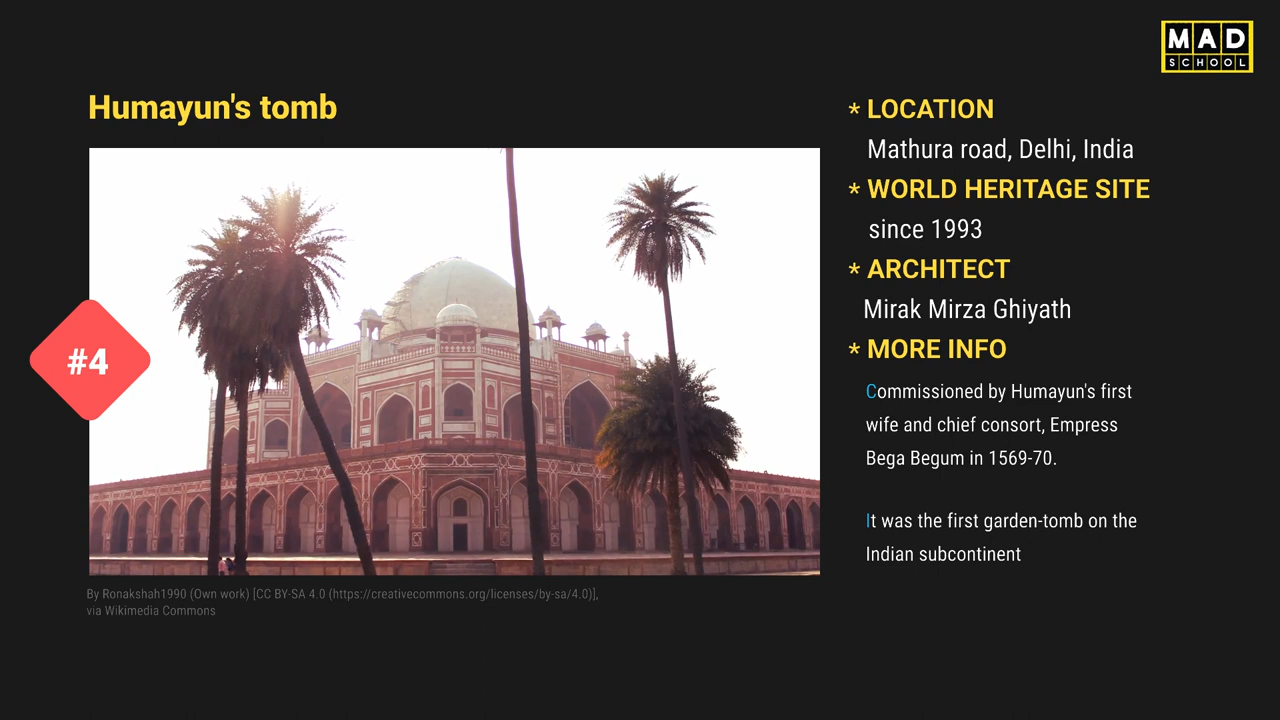 MAD
SCHOOL
Humayun's tomb
#4
By Ronakshah1990 (Own work) [CC BY-SA 4.0 (https://creativecommons.org/licenses/by-sa/4.0)],
via Wikimedia Commons
* LOCATION
Mathura road, Delhi, India
* WORLD HERITAGE SITE
since 1993
* ARCHITECT
Mirak Mirza Ghiyath
* MORE INFO
Commissioned by Humayun's first
wife and chief consort, Empress
Bega Begum in 1569-70.
It was the first garden-tomb on the
Indian subcontinent